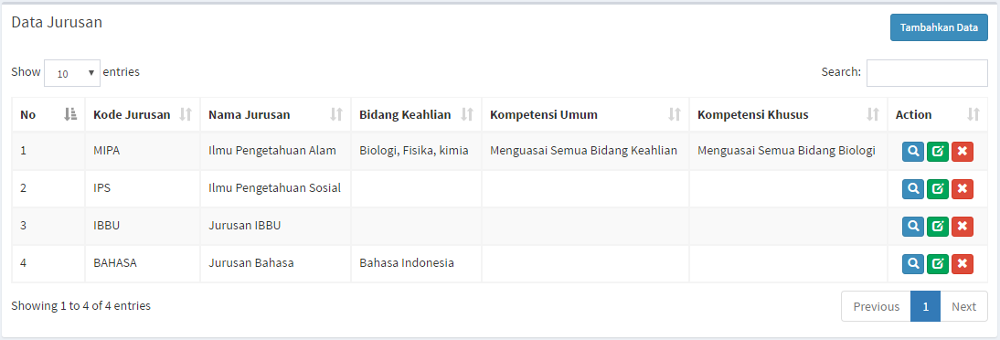 Data Jurusan
Tambahkan Data
Show 10 entries
Search:
No Kode Jurusan Nama Jurusan Bidang Keahlian Kompetensi Umum Kompetensi Khusus Action
1 MIPA Ilmu Pengetahuan Alam Biologi, Fisika, kimia Menguasai Semua Bidang Keahlian Menguasai Semua Bidang Biologi
2 IPS Ilmu Pengetahuan Sosial
3 IBBU Jurusan IBBU
4 BAHASA Jurusan Bahasa Bahasa Indonesia
Showing 1 to 4 of 4 entries
Previous 1 Next